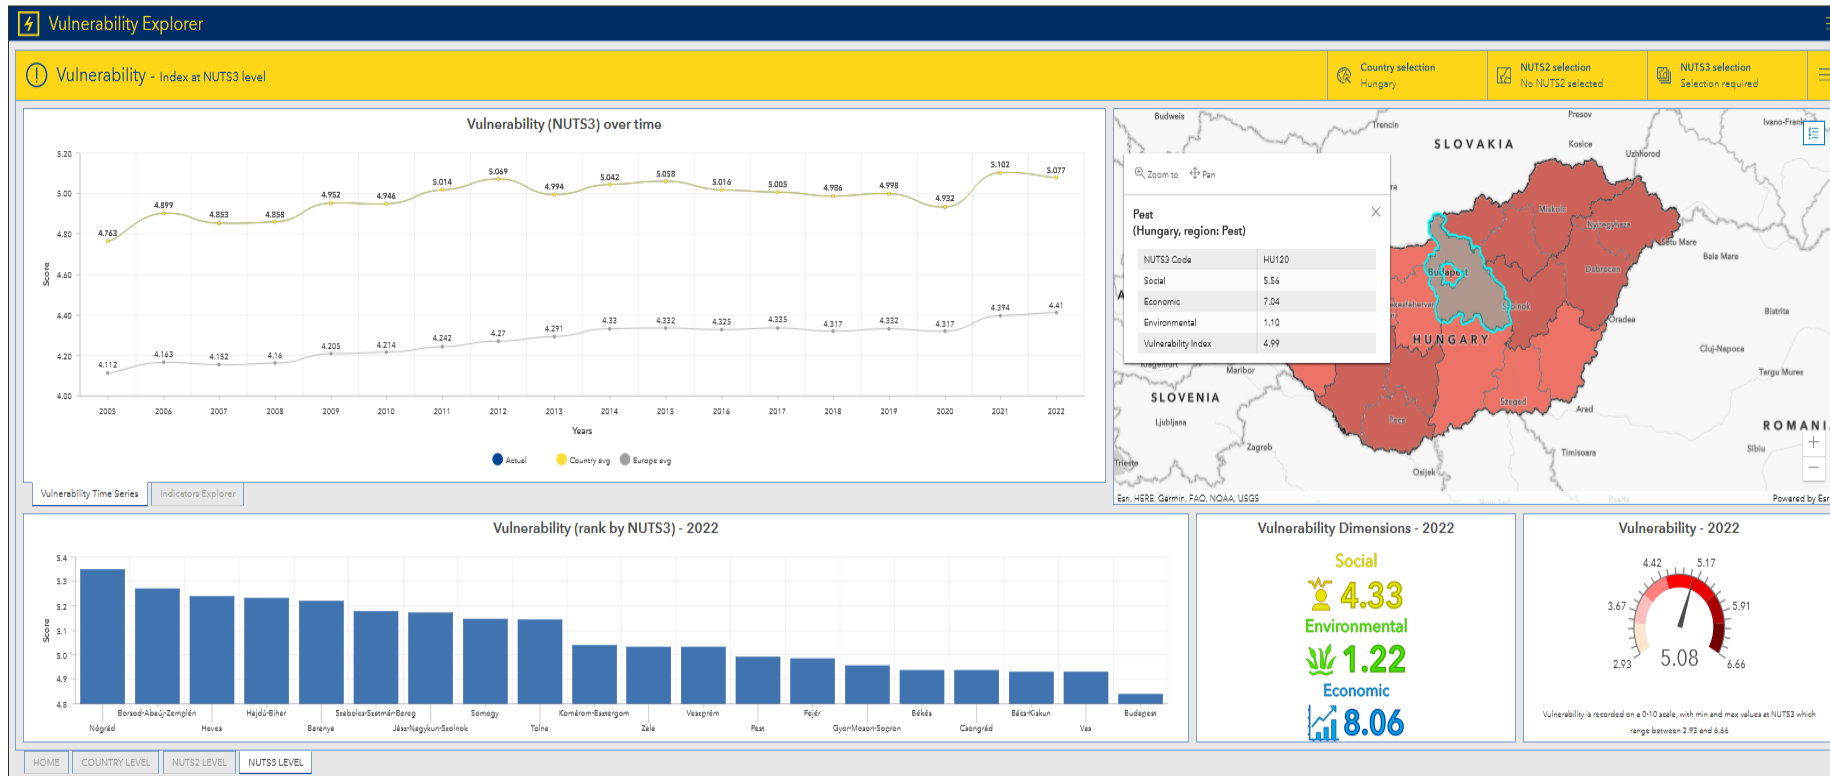 Vulnerability Explorer
Vulnerability - Index at NUTS3 level
Country selection
Hungary
NUTS2 selection
No NUTS2 selected
NUTS3 selection
Selection required
Vulnerability (NUTS3) over time
5.20
5.00
4.80
4.60
4.40
4.20
4.00
Score
4.763
4.899
4.853
4.858
4.952
4.946
5.014
5.069
4.994
5.042
5.058
5.016
5.005
4.986
4.998
4.932
5.102
5.077
4.112
4.163
4.152
4.16
4.205
4.214
4.242
4.27
4.291
4.33
4.332
4.325
4.335
4.317
4.332
4.317
4.394
4.41
2005 2006 2007 2008 2009 2010 2011 2012 2013 2014 2015 2016 2017 2018 2019 2020 2021 2022
Years
Actual Country avg Europe avg
Vulnerability Time Series
Indicators Explorer
Budweis
Trencin
Presov
SLOVAKIA
Kosice
Uzhhorod
Ivano-Frank
Zoom to Pan
Pest
(Hungary, region: Pest)
NUTS3 Code HU120
Social 5.56
Economic 7.04
Environmental 1.10
Vulnerability Index 4.99
Miskolc
Nyiregyhaza
Satu Mare
Baia Mare
Budapest
Debrecen
Szolnok
Oradea
Bistrita
HUNGARY
Cluj-Napoca
Klagenfurt
Maribor
Targu Mures
SLOVENIA
Szeged
Arad
Ljubljana
Pecs
ROMANI
Zagreb
Timisoara
Sibiu
Trieste
Osijek
Novi Sad
Esri, HERE, Garmin, FAO, NOAA, USGS
Powered by Esr
Vulnerability (rank by NUTS3) - 2022
5.4
5.3
5.2
5.1
5.0
4.9
4.8
Score
Borsod-Abaúj-Zemplén Hajdú-Bihar Szabolcs-Szatmár-Bereg Somogy Komárom-Esztergom Veszprém Fejér Békés Bács-Kiskun Budapest
Nógrád Heves Baranya Jász-Nagykun-Szolnok Tolna Zala Pest Gyor-Moson-Sopron Csongrád Vas
Vulnerability Dimensions - 2022
Social
4.33
Environmental
1.22
Economic
8.06
Vulnerability - 2022
4.42 5.17
3.67 5.91
2.93 6.66
5.08
Vulnerability is recorded on a 0-10 scale, with min and max values at NUTS3 which
range between 2.93 and 6.66
HOME
COUNTRY LEVEL
NUTS2 LEVEL
NUTS3 LEVEL